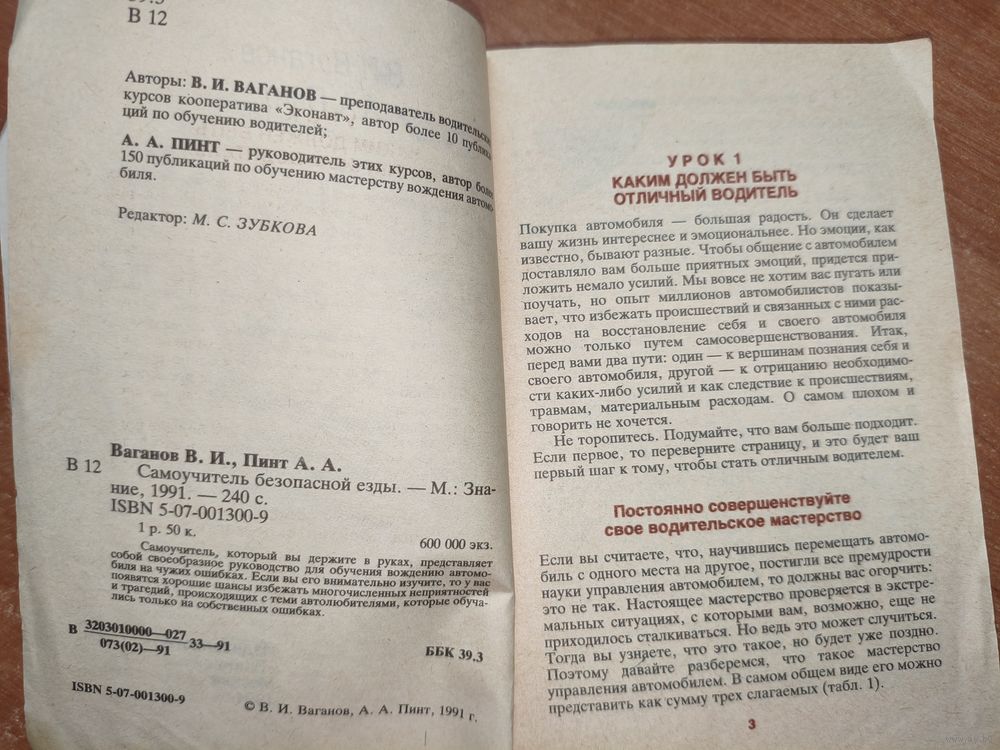 39.3
В 12
Авторы: В. И. ВАГАНОВ — преподаватель водительских
курсов кооператива «Эконавт», автор более 10 публика-
ций по обучению водителей;
А. А. ПИНТ — руководитель этих курсов, автор более
150 публикаций по обучению мастерству вождения автомо-
биля.
Редактор: М. С. ЗУБКОВА
Ваганов В. И., Пинт А. А.
В 12 Самоучитель безопасной езды. — М.: Зна-
ние, 1991. — 240 с.
ISBN 5-07-001300-9
1 р. 50 к.
600 000 экз.
Самоучитель, который вы держите в руках, представляет
собой своеобразное руководство для обучения вождению автомо-
биля на чужих ошибках. Если вы его внимательно изучите, то у вас
появятся хорошие шансы избежать многочисленных неприятностей
и трагедий, происходящих с теми автолюбителями, которые обуча-
лись только на собственных ошибках.
В 3203010000—027 33—91
073(02)—91
ББК 39.3
ISBN 5-07-001300-9
© В. И. Ваганов, А. А. Пинт, 1991 г.
УРОК 1
КАКИМ ДОЛЖЕН БЫТЬ
ОТЛИЧНЫЙ ВОДИТЕЛЬ
Покупка автомобиля — большая радость. Он сделает
вашу жизнь интереснее и эмоциональнее. Но эмоции, как
известно, бывают разные. Чтобы общение с автомобилем
доставляло вам больше приятных эмоций, придется при-
ложить немало усилий. Мы вовсе не хотим вас пугать или
поучать, но опыт миллионов автомобилистов показы-
вает, что избежать происшествий и связанных с ними рас-
ходов на восстановление себя и своего автомобиля
можно только путем самосовершенствования. Итак,
перед вами два пути: один — к вершинам познания себя и
своего автомобиля, другой — к отрицанию необходимо-
сти каких-либо усилий и как следствие к происшествиям,
травмам, материальным расходам. О самом плохом и
говорить не хочется.
Не торопитесь. Подумайте, что вам больше подходит.
Если первое, то переверните страницу, и это будет ваш
первый шаг к тому, чтобы стать отличным водителем.
Постоянно совершенствуйте
свое водительское мастерство
Если вы считаете, что, научившись перемещать автомо-
биль с одного места на другое, постигли все премудрости
науки управления автомобилем, то должны вас огорчить:
это не так. Настоящее мастерство проверяется в экстре-
мальных ситуациях, с которыми вам, возможно, еще не
приходилось сталкиваться. Но ведь это может случиться.
Тогда вы узнаете, что это такое, но будет уже поздно.
Поэтому давайте разберемся, что такое мастерство
управления автомобилем. В самом общем виде его можно
представить как сумму трех слагаемых (табл. 1).
3